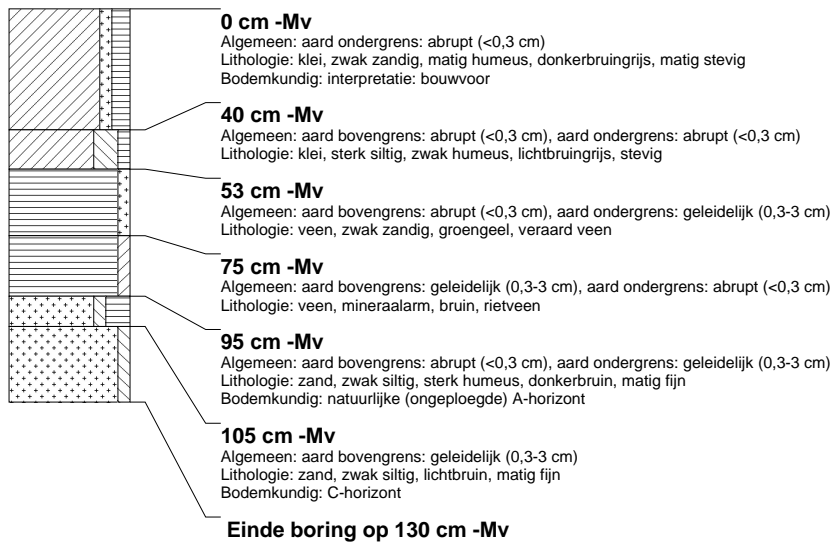 0 cm -Mv
Algemeen: aard ondergrens: abrupt (<0,3 cm)
Lithologie: klei, zwak zandig, matig humeus, donkerbruingrijs, matig stevig
Bodemkundig: interpretatie: bouwvoor
40 cm -Mv
Algemeen: aard bovengrens: abrupt (<0,3 cm), aard ondergrens: abrupt (<0,3 cm)
Lithologie: klei, sterk siltig, zwak humeus, lichtbruingrijs, stevig
53 cm -Mv
Algemeen: aard bovengrens: abrupt (<0,3 cm), aard ondergrens: geleidelijk (0,3-3 cm)
Lithologie: veen, zwak zandig, groengeel, veraard veen
75 cm -Mv
Algemeen: aard bovengrens: geleidelijk (0,3-3 cm), aard ondergrens: abrupt (<0,3 cm)
Lithologie: veen, mineraalarm, bruin, rietveen
95 cm -Mv
Algemeen: aard bovengrens: abrupt (<0,3 cm), aard ondergrens: geleidelijk (0,3-3 cm)
Lithologie: zand, zwak siltig, sterk humeus, donkerbruin, matig fijn
Bodemkundig: natuurlijke (ongeploegde) A-horizont
105 cm -Mv
Algemeen: aard bovengrens: geleidelijk (0,3-3 cm)
Lithologie: zand, zwak siltig, lichtbruin, matig fijn
Bodemkundig: C-horizont
Einde boring op 130 cm -Mv